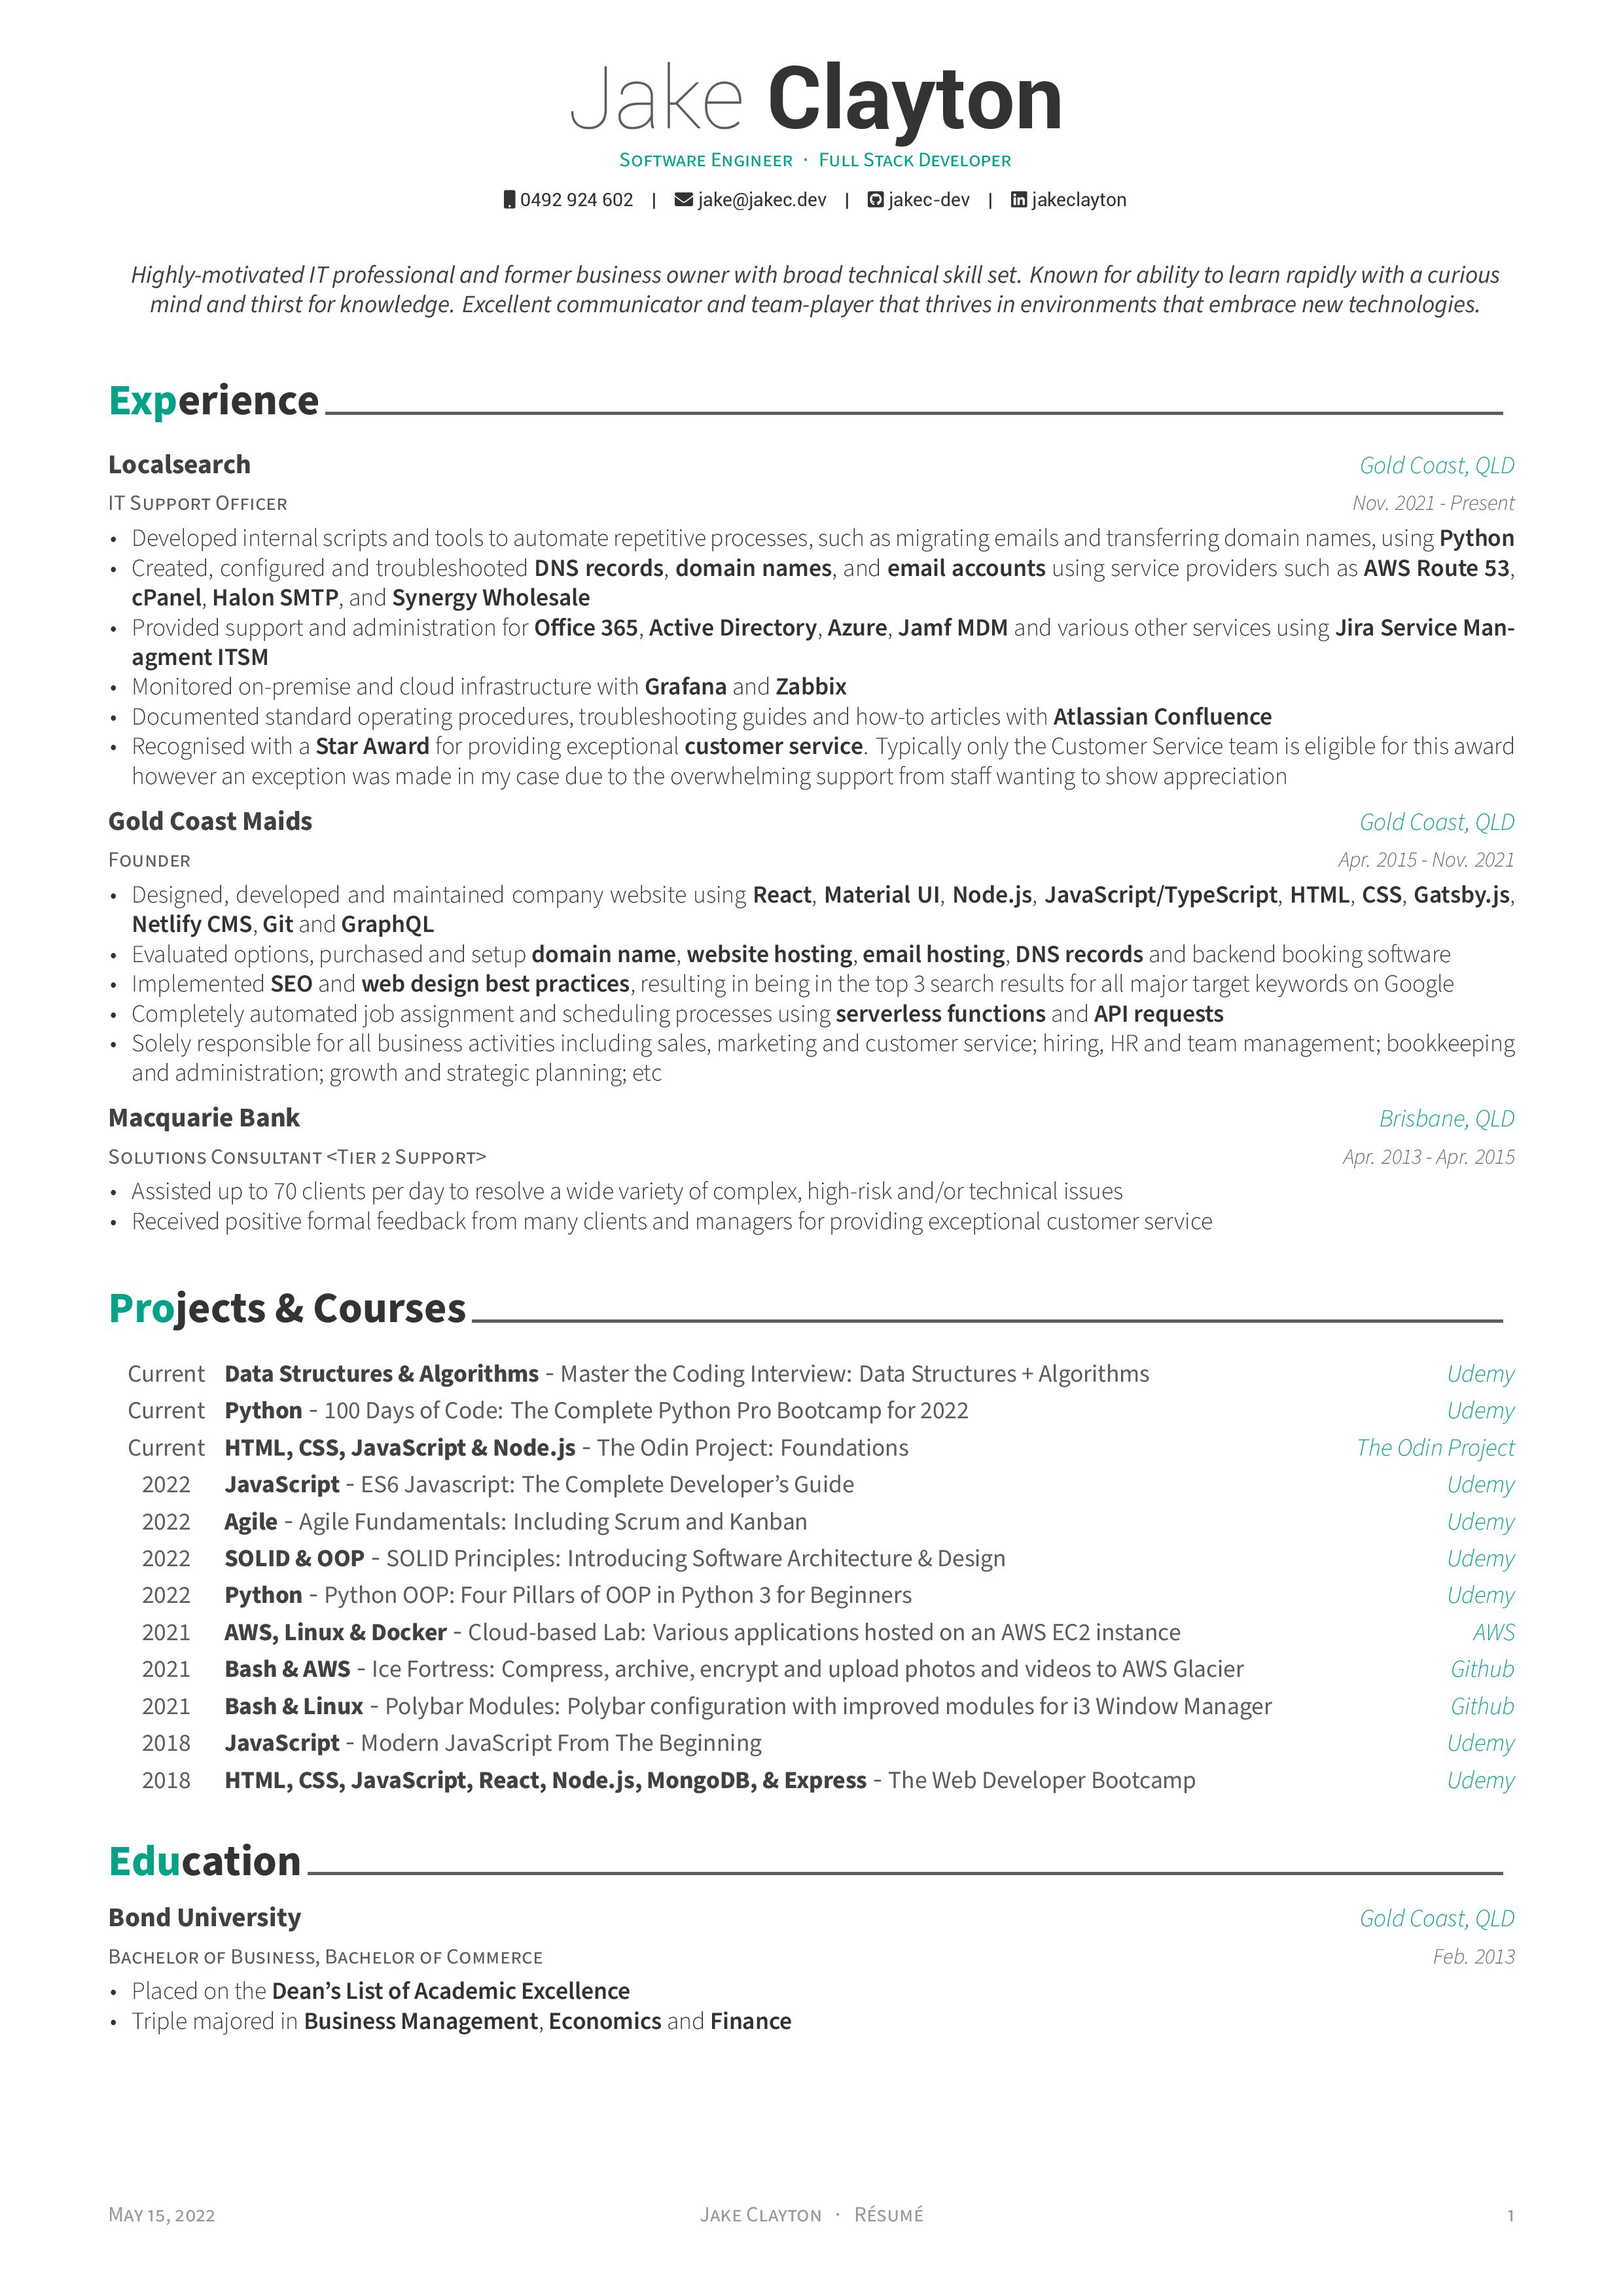 Jake Clayton
Software Engineer · Full Stack Developer
0492 924 602 | jake@jakec.dev | jakec-dev | jakeclayton
Highly-motivated IT professional and former business owner with broad technical skill set. Known for ability to learn rapidly with a curious
mind and thirst for knowledge. Excellent communicator and team-player that thrives in environments that embrace new technologies.
Experience
Localsearch Gold Coast, QLD
IT Support Officer Nov. 2021 - Present
• Developed internal scripts and tools to automate repetitive processes, such as migrating emails and transferring domain names, using Python
• Created, configured and troubleshooted DNS records, domain names, and email accounts using service providers such as AWS Route 53,
cPanel, Halon SMTP, and Synergy Wholesale
• Provided support and administration for Office 365, Active Directory, Azure, Jamf MDM and various other services using Jira Service Man-
agment ITSM
• Monitored on-premise and cloud infrastructure with Grafana and Zabbix
• Documented standard operating procedures, troubleshooting guides and how-to articles with Atlassian Confluence
• Recognised with a Star Award for providing exceptional customer service. Typically only the Customer Service team is eligible for this award
however an exception was made in my case due to the overwhelming support from staff wanting to show appreciation
Gold Coast Maids Gold Coast, QLD
Founder Apr. 2015 - Nov. 2021
• Designed, developed and maintained company website using React, Material UI, Node.js, JavaScript/TypeScript, HTML, CSS, Gatsby.js,
Netlify CMS, Git and GraphQL
• Evaluated options, purchased and setup domain name, website hosting, email hosting, DNS records and backend booking software
• Implemented SEO and web design best practices, resulting in being in the top 3 search results for all major target keywords on Google
• Completely automated job assignment and scheduling processes using serverless functions and API requests
• Solely responsible for all business activities including sales, marketing and customer service; hiring, HR and team management; bookkeeping
and administration; growth and strategic planning; etc
Macquarie Bank Brisbane, QLD
Solutions Consultant <Tier 2 Support> Apr. 2013 - Apr. 2015
• Assisted up to 70 clients per day to resolve a wide variety of complex, high-risk and/or technical issues
• Received positive formal feedback from many clients and managers for providing exceptional customer service
Projects & Courses
Current Data Structures & Algorithms - Master the Coding Interview: Data Structures + Algorithms Udemy
Current Python - 100 Days of Code: The Complete Python Pro Bootcamp for 2022 Udemy
Current HTML, CSS, JavaScript & Node.js - The Odin Project: Foundations The Odin Project
2022 JavaScript - ES6 Javascript: The Complete Developer's Guide Udemy
2022 Agile - Agile Fundamentals: Including Scrum and Kanban Udemy
2022 SOLID & OOP - SOLID Principles: Introducing Software Architecture & Design Udemy
2022 Python - Python OOP: Four Pillars of OOP in Python 3 for Beginners Udemy
2021 AWS, Linux & Docker - Cloud-based Lab: Various applications hosted on an AWS EC2 instance AWS
2021 Bash & AWS - Ice Fortress: Compress, archive, encrypt and upload photos and videos to AWS Glacier Github
2021 Bash & Linux - Polybar Modules: Polybar configuration with improved modules for i3 Window Manager Github
2018 JavaScript - Modern JavaScript From The Beginning Udemy
2018 HTML, CSS, JavaScript, React, Node.js, MongoDB, & Express - The Web Developer Bootcamp Udemy
Education
Bond University Gold Coast, QLD
Bachelor of Business, Bachelor of Commerce Feb. 2013
• Placed on the Dean's List of Academic Excellence
• Triple majored in Business Management, Economics and Finance
May 15, 2022 Jake Clayton · Résumé 1